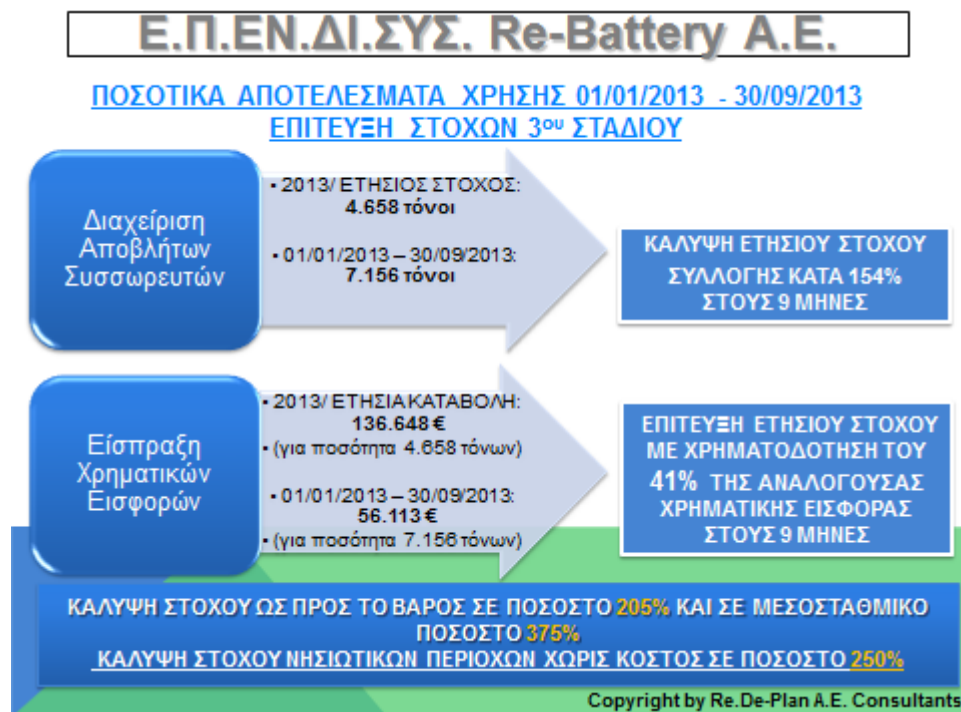 Ε.Π.ΕΝ.ΔΙ.ΣΥΣ. Re-Battery Α.Ε.
ΠΟΣΟΤΙΚΑ ΑΠΟΤΕΛΕΣΜΑΤΑ ΧΡΗΣΗΣ 01/01/2013 - 30/09/2013
ΕΠΙΤΕΥΞΗ ΣΤΟΧΩΝ 3ου ΣΤΑΔΙΟΥ
Διαχείριση
Αποβλήτων
Συσσωρευτών
• 2013/ ΕΤΗΣΙΟΣ ΣΤΟΧΟΣ:
4.658 τόνοι
• 01/01/2013 – 30/09/2013:
7.156 τόνοι
ΚΑΛΥΨΗ ΕΤΗΣΙΟΥ ΣΤΟΧΟΥ
ΣΥΛΛΟΓΗΣ ΚΑΤΑ 154%
ΣΤΟΥΣ 9 ΜΗΝΕΣ
Είσπραξη
Χρηματικών
Εισφορών
• 2013/ ΕΤΗΣΙΑ ΚΑΤΑΒΟΛΗ:
136.648 €
• (για ποσότητα 4.658 τόνων)
• 01/01/2013 – 30/09/2013:
56.113 €
• (για ποσότητα 7.156 τόνων)
ΕΠΙΤΕΥΞΗ ΕΤΗΣΙΟΥ ΣΤΟΧΟΥ
ΜΕ ΧΡΗΜΑΤΟΔΟΤΗΣΗ ΤΟΥ
41% ΤΗΣ ΑΝΑΛΟΓΟΥΣΑΣ
ΧΡΗΜΑΤΙΚΗΣ ΕΙΣΦΟΡΑΣ
ΣΤΟΥΣ 9 ΜΗΝΕΣ
ΚΑΛΥΨΗ ΣΤΟΧΟΥ ΩΣ ΠΡΟΣ ΤΟ ΒΑΡΟΣ ΣΕ ΠΟΣΟΣΤΟ 205% ΚΑΙ ΣΕ ΜΕΣΟΣΤΑΘΜΙΚΟ
ΠΟΣΟΣΤΟ 375%
ΚΑΛΥΨΗ ΣΤΟΧΟΥ ΝΗΣΙΩΤΙΚΩΝ ΠΕΡΙΟΧΩΝ ΧΩΡΙΣ ΚΟΣΤΟΣ ΣΕ ΠΟΣΟΣΤΟ 250%
Copyright by Re.De-Plan A.E. Consultants